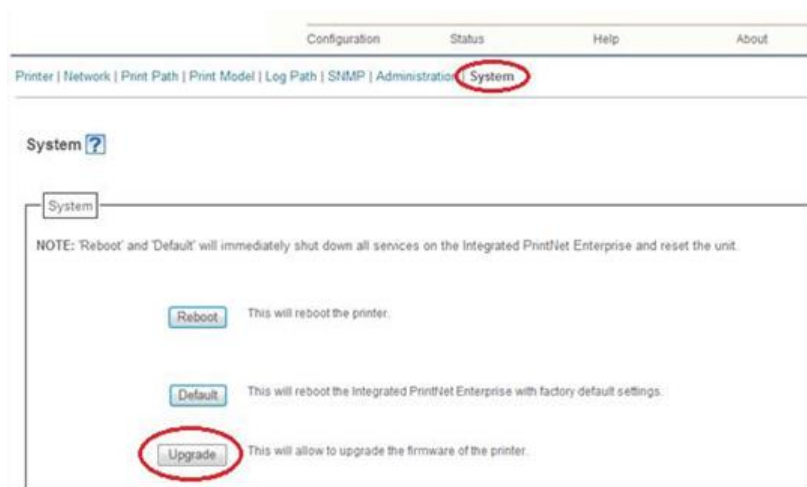 Configuration Status Help About
Printer | Network | Print Path | Print Model | Log Path | SNMP | Administration | System
System ?
System
NOTE: 'Reboot' and 'Default' will immediately shut down all services on the Integrated PrintNet Enterprise and reset the unit.
Reboot This will reboot the printer.
Default This will reboot the Integrated PrintNet Enterprise with factory default settings.
Upgrade This will allow to upgrade the firmware of the printer.